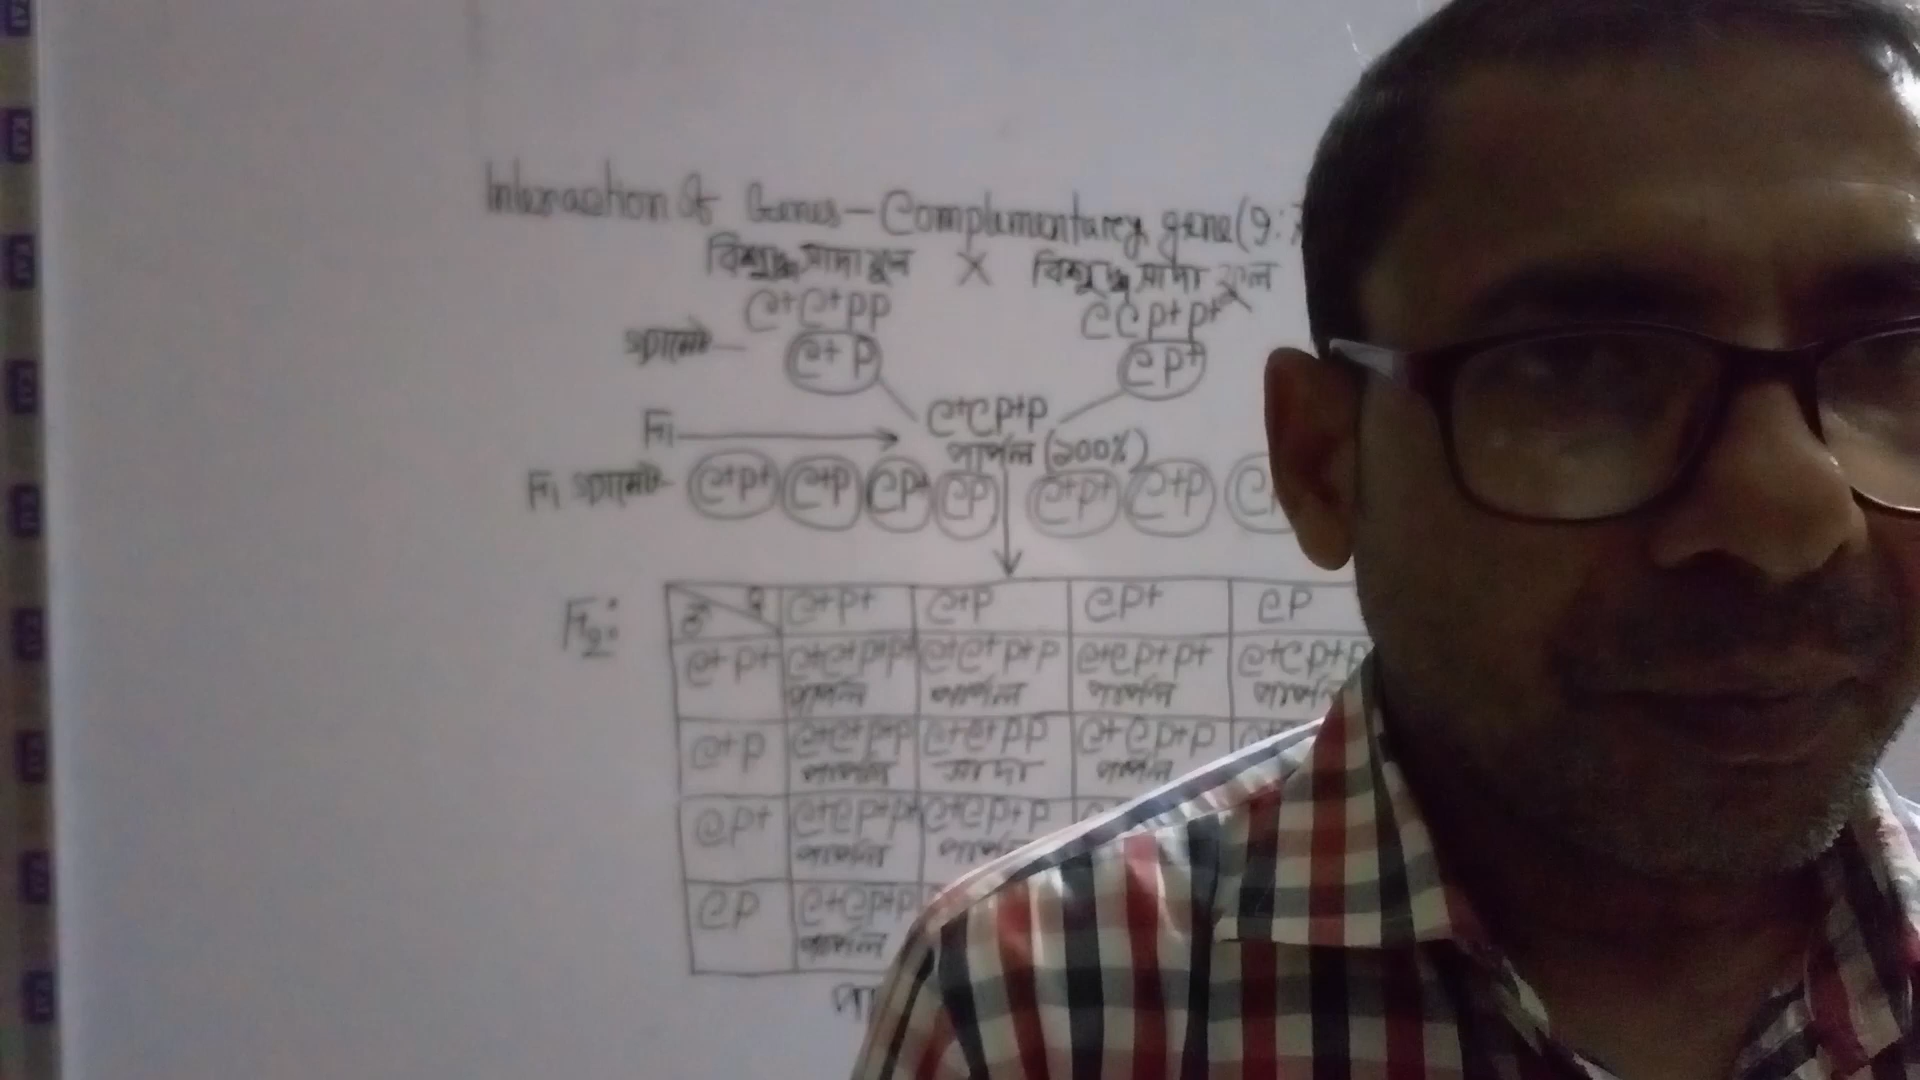 Interaction of Genes - Complementary gene (9:
বিশুদ্ধ সাদা ফুল X বিশুদ্ধ সাদা ফুল
c+c+pp ccp+p+
গ্যামেট- c+p cp+
c+cp+p
F1 পার্পল (১০০%)
F1 গ্যামেট- c+p+ c+p cp+ cp c+p+ c+p
F2: ♂ ♀ c+p+ c+p cp+ cp
c+p+ c+c+p+p+ c+c+p+p c+cp+p+ c+cp+p
পার্পল পার্পল পার্পল পার্পল
c+p c+c+p+p c+c+pp c+cp+p
পার্পল সাদা পার্পল
cp+ c+cp+p+ c+cp+p
পার্পল পার্পল
cp c+cp+p
পার্পল